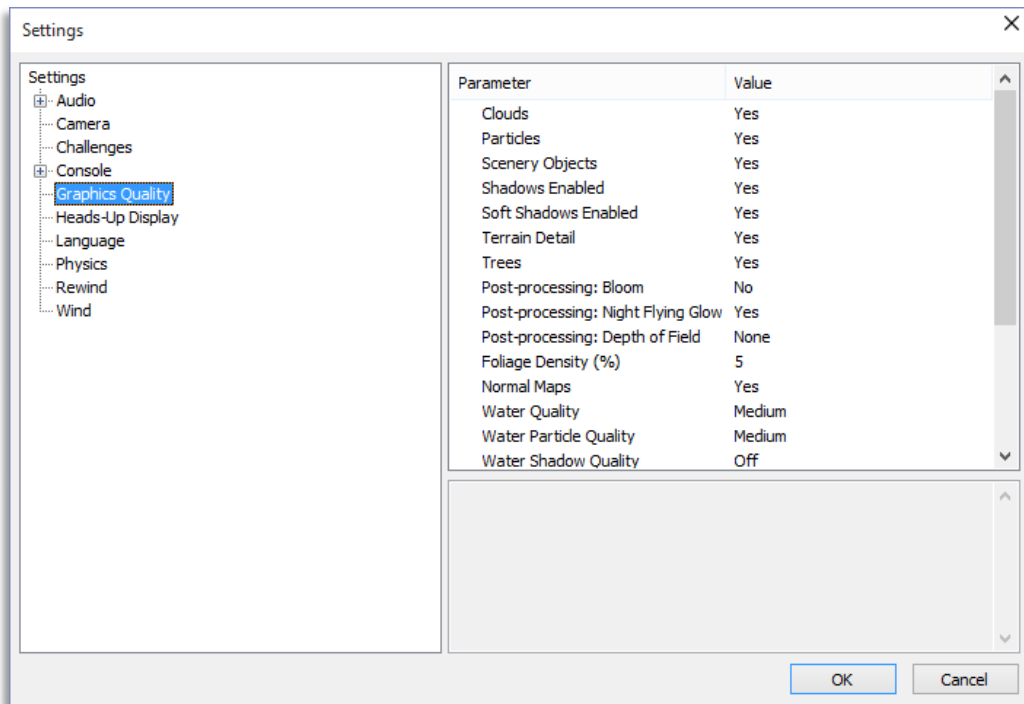 Settings
Settings
Audio
Camera
Challenges
Console
Graphics Quality
Heads-Up Display
Language
Physics
Rewind
Wind
Parameter Value
Clouds Yes
Particles Yes
Scenery Objects Yes
Shadows Enabled Yes
Soft Shadows Enabled Yes
Terrain Detail Yes
Trees Yes
Post-processing: Bloom No
Post-processing: Night Flying Glow Yes
Post-processing: Depth of Field None
Foliage Density (%) 5
Normal Maps Yes
Water Quality Medium
Water Particle Quality Medium
Water Shadow Quality Off
OK Cancel